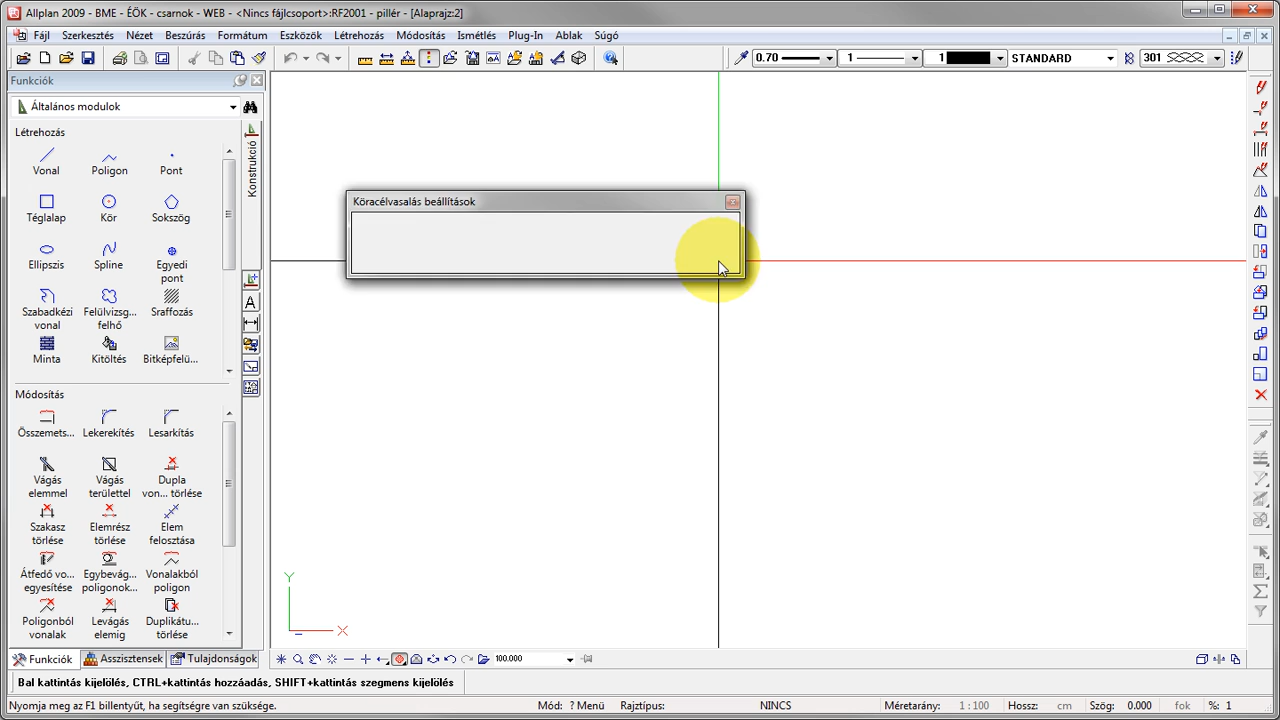 Allplan 2009 - BME - ÉÖK - csarnok - WEB - <Nincs fájlcsoport>:RF2001 - pillér - [Alaprajz:2]
Fájl Szerkesztés Nézet Beszúrás Formátum Eszközök Létrehozás Módosítás Ismétlés Plug-In Ablak Súgó
0.70 1 1 STANDARD 301
Funkciók
Általános modulok
Létrehozás
Konstrukció
Vonal Poligon Pont
Téglalap Kör Sokszög
Ellipszis Spline Egyedi pont
Szabadkézi vonal Felülvizsg... felhő Sraffozás
Minta Kitöltés Bitképfelü...
Módosítás
Összemets... Lekerekítés Lesarkítás
Vágás elemmel Vágás területtel Dupla von... törlése
Szakasz törlése Elemrész törlése Elem felosztása
Átfedő vo... egyesítése Egybevág... poligonok... Vonalakból poligon
Poligonból vonalak Levágás elemig Duplikátu... törlése
Funkciók Asszisztensek Tulajdonságok
Köracélvasalás beállítások
Y
X
100.000
Bal kattintás kijelölés, CTRL+kattintás hozzáadás, SHIFT+kattintás szegmens kijelölés
Nyomja meg az F1 billentyűt, ha segítségre van szüksége. Mód: ? Menü Rajztípus: NINCS Méretarány: 1 : 100 Hossz: cm Szög: 0.000 fok %: 1